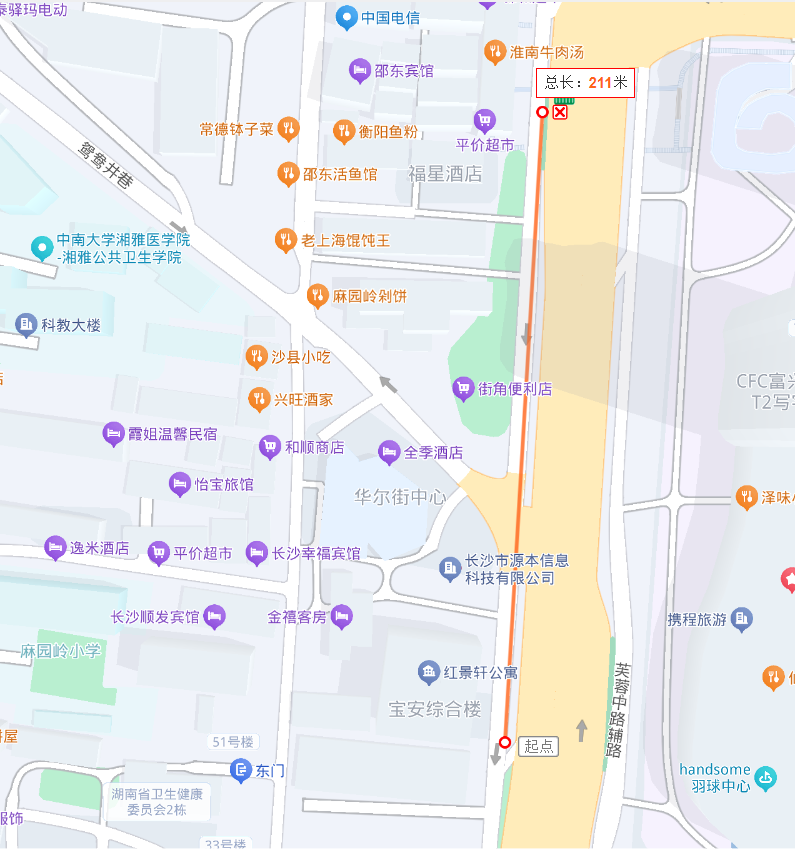 泰驿玛电动
中国电信
淮南牛肉汤
邵东宾馆
总长：211米
常德钵子菜
衡阳鱼粉
平价超市
鸳鸯井巷
邵东活鱼馆
福星酒店
中南大学湘雅医学院
-湘雅公共卫生学院
老上海馄饨王
麻园岭剁饼
科教大楼
沙县小吃
街角便利店
CFC富兴
T2写字
兴旺酒家
霞姐温馨民宿
和顺商店
全季酒店
怡宝旅馆
华尔街中心
泽味小
逸米酒店
平价超市
长沙幸福宾馆
长沙市源本信息
科技有限公司
长沙顺发宾馆
金禧客房
携程旅游
麻园岭小学
红景轩公寓
芙蓉中路辅路
宝安综合楼
51号楼
起点
东门
handsome
羽球中心
湖南省卫生健康
委员会2栋
服饰
33号楼